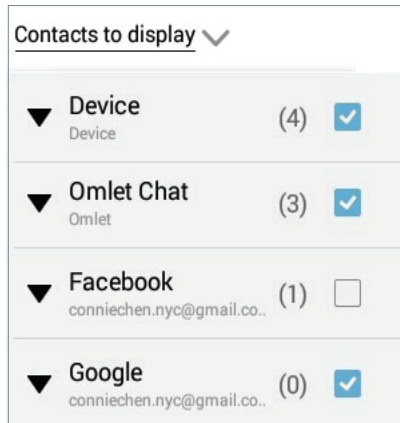 Contacts to display
Device (4)
Device
Omlet Chat (3)
Omlet
Facebook (1)
conniechen.nyc@gmail.co..
Google (0)
conniechen.nyc@gmail.co..